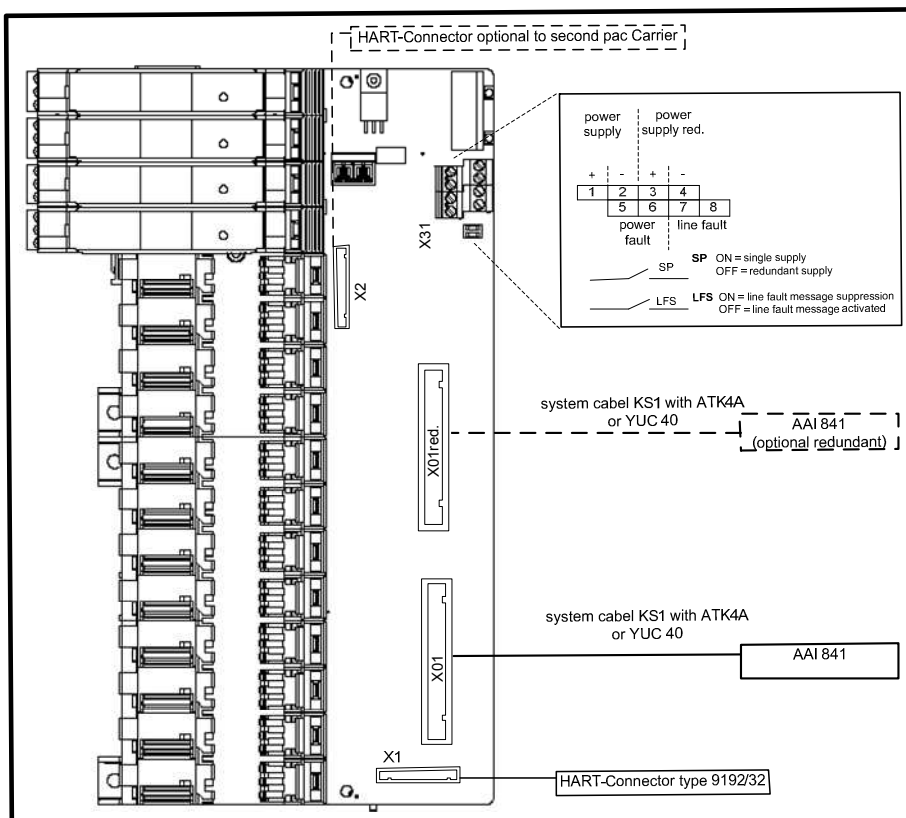 HART-Connector optional to second pac Carrier
power supply
power supply red.
+ - + -
1 2 3 4
5 6 7 8
power fault
line fault
SP
SP ON = single supply
OFF = redundant supply
LFS
LFS ON = line fault message suppression
OFF = line fault message activated
X31
X2
X01red.
system cabel KS1 with ATK4A
or YUC 40
AAI 841
(optional redundant)
X01
system cabel KS1 with ATK4A
or YUC 40
AAI 841
X1
HART-Connector type 9192/32